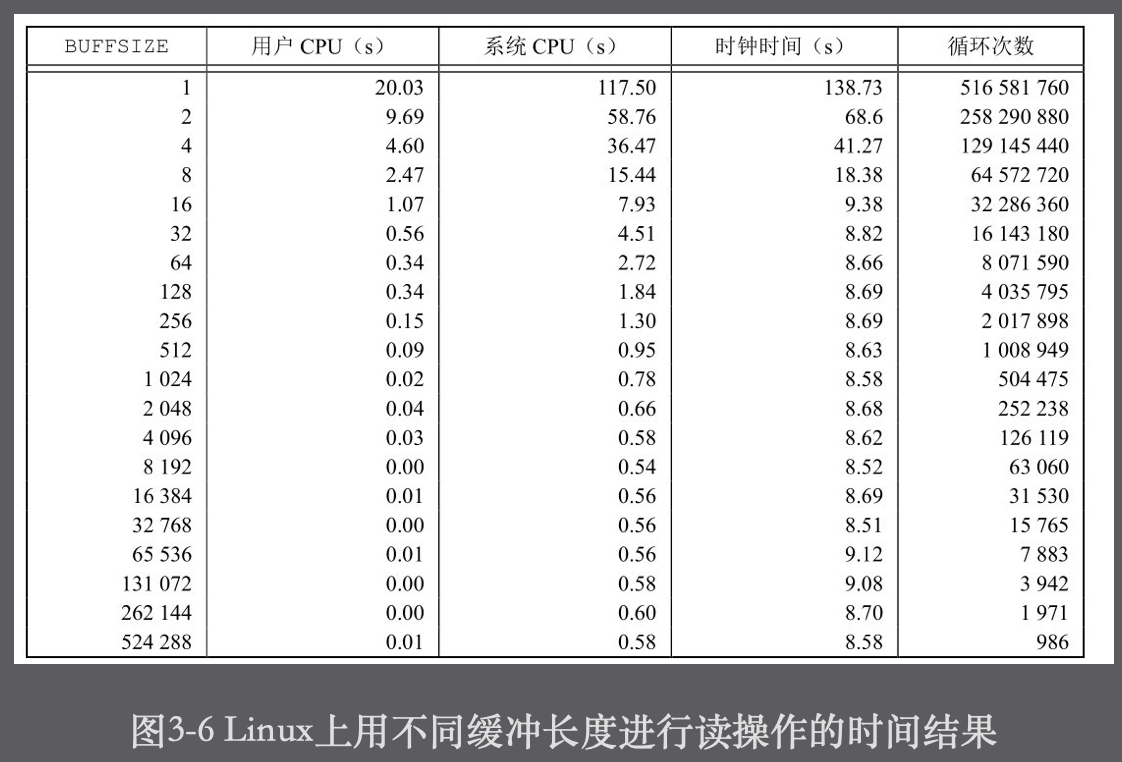 BUFFSIZE 用户 CPU（s） 系统 CPU（s） 时钟时间（s） 循环次数
1 20.03 117.50 138.73 516 581 760
2 9.69 58.76 68.6 258 290 880
4 4.60 36.47 41.27 129 145 440
8 2.47 15.44 18.38 64 572 720
16 1.07 7.93 9.38 32 286 360
32 0.56 4.51 8.82 16 143 180
64 0.34 2.72 8.66 8 071 590
128 0.34 1.84 8.69 4 035 795
256 0.15 1.30 8.69 2 017 898
512 0.09 0.95 8.63 1 008 949
1 024 0.02 0.78 8.58 504 475
2 048 0.04 0.66 8.68 252 238
4 096 0.03 0.58 8.62 126 119
8 192 0.00 0.54 8.52 63 060
16 384 0.01 0.56 8.69 31 530
32 768 0.00 0.56 8.51 15 765
65 536 0.01 0.56 9.12 7 883
131 072 0.00 0.58 9.08 3 942
262 144 0.00 0.60 8.70 1 971
524 288 0.01 0.58 8.58 986
图3-6 Linux上用不同缓冲长度进行读操作的时间结果